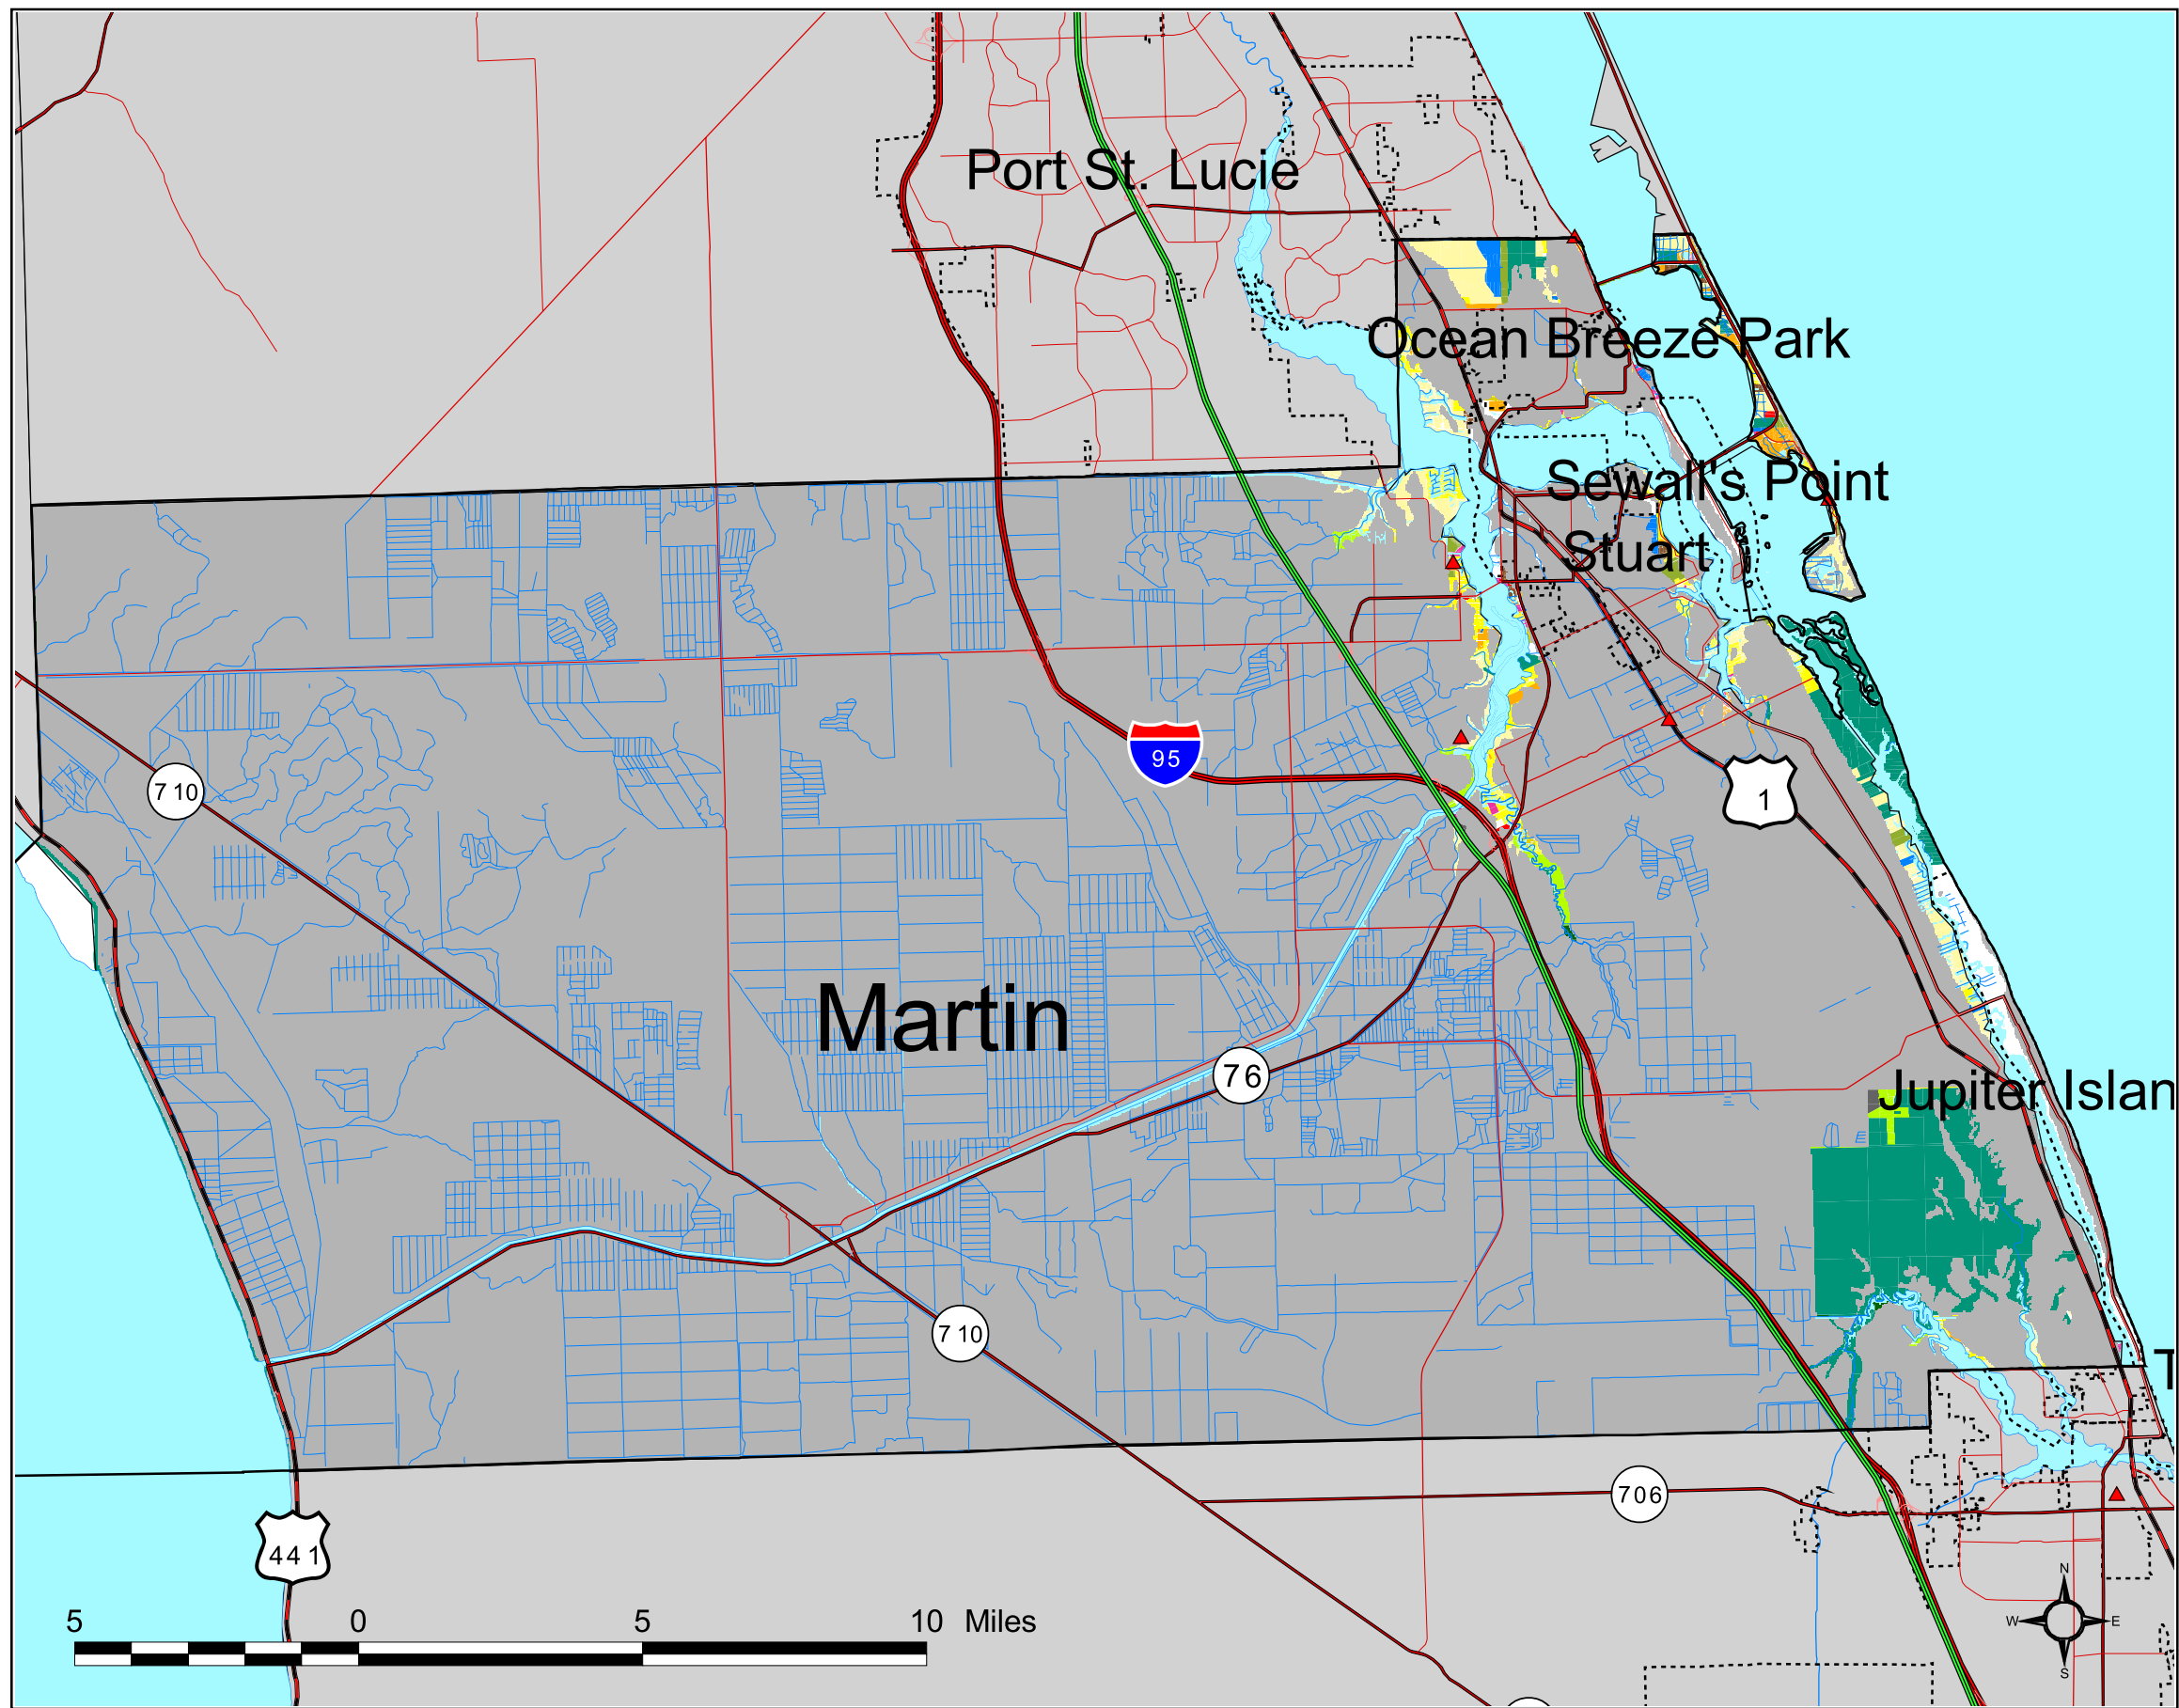 Port St. Lucie
Ocean Breeze Park
Sewall's Point
Stuart
95
7 10
1
Martin
76
Jupiter Islan
7 10
T
706
44 1
N
W E
S
5 0 5 10 Miles